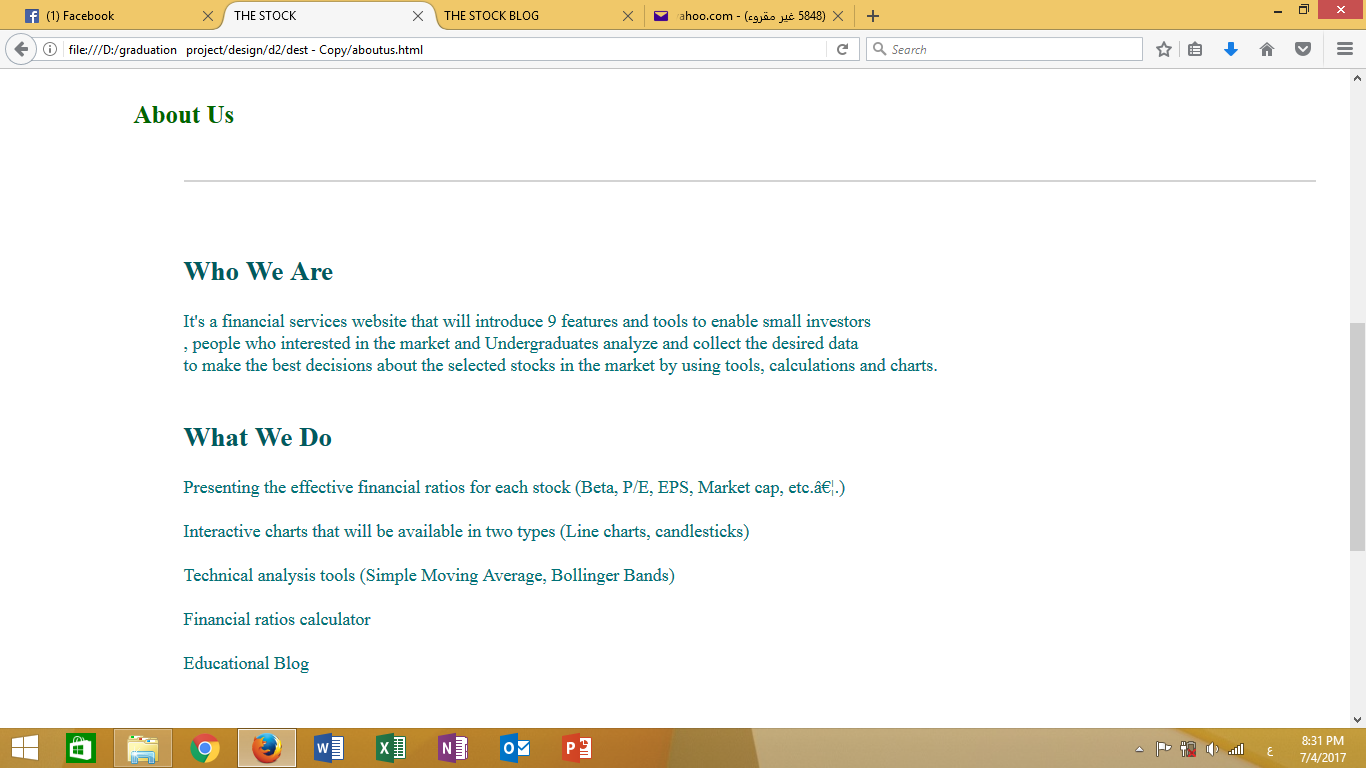 (1) Facebook
THE STOCK
THE STOCK BLOG
ahoo.com - (5848 غير مقروء)
file:///D:/graduation project/design/d2/dest - Copy/aboutus.html
Search
About Us
Who We Are
It's a financial services website that will introduce 9 features and tools to enable small investors
, people who interested in the market and Undergraduates analyze and collect the desired data
to make the best decisions about the selected stocks in the market by using tools, calculations and charts.
What We Do
Presenting the effective financial ratios for each stock (Beta, P/E, EPS, Market cap, etc.â€¦.)
Interactive charts that will be available in two types (Line charts, candlesticks)
Technical analysis tools (Simple Moving Average, Bollinger Bands)
Financial ratios calculator
Educational Blog
ع
8:31 PM
7/4/2017